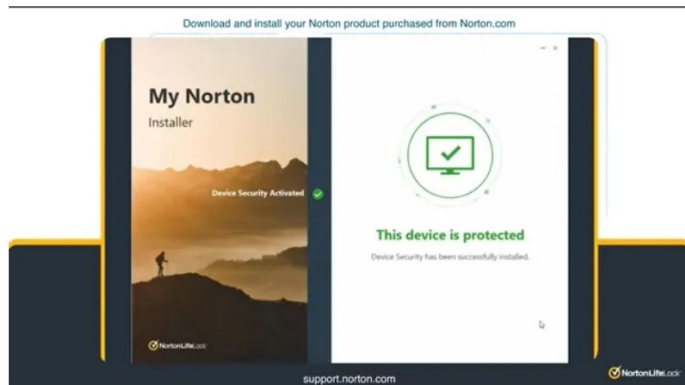 Download and install your Norton product purchased from Norton.com
My Norton
Installer
Device Security Activated
This device is protected
Device Security has been successfully installed.
NortonLifeLock
support.norton.com
NortonLifeLock